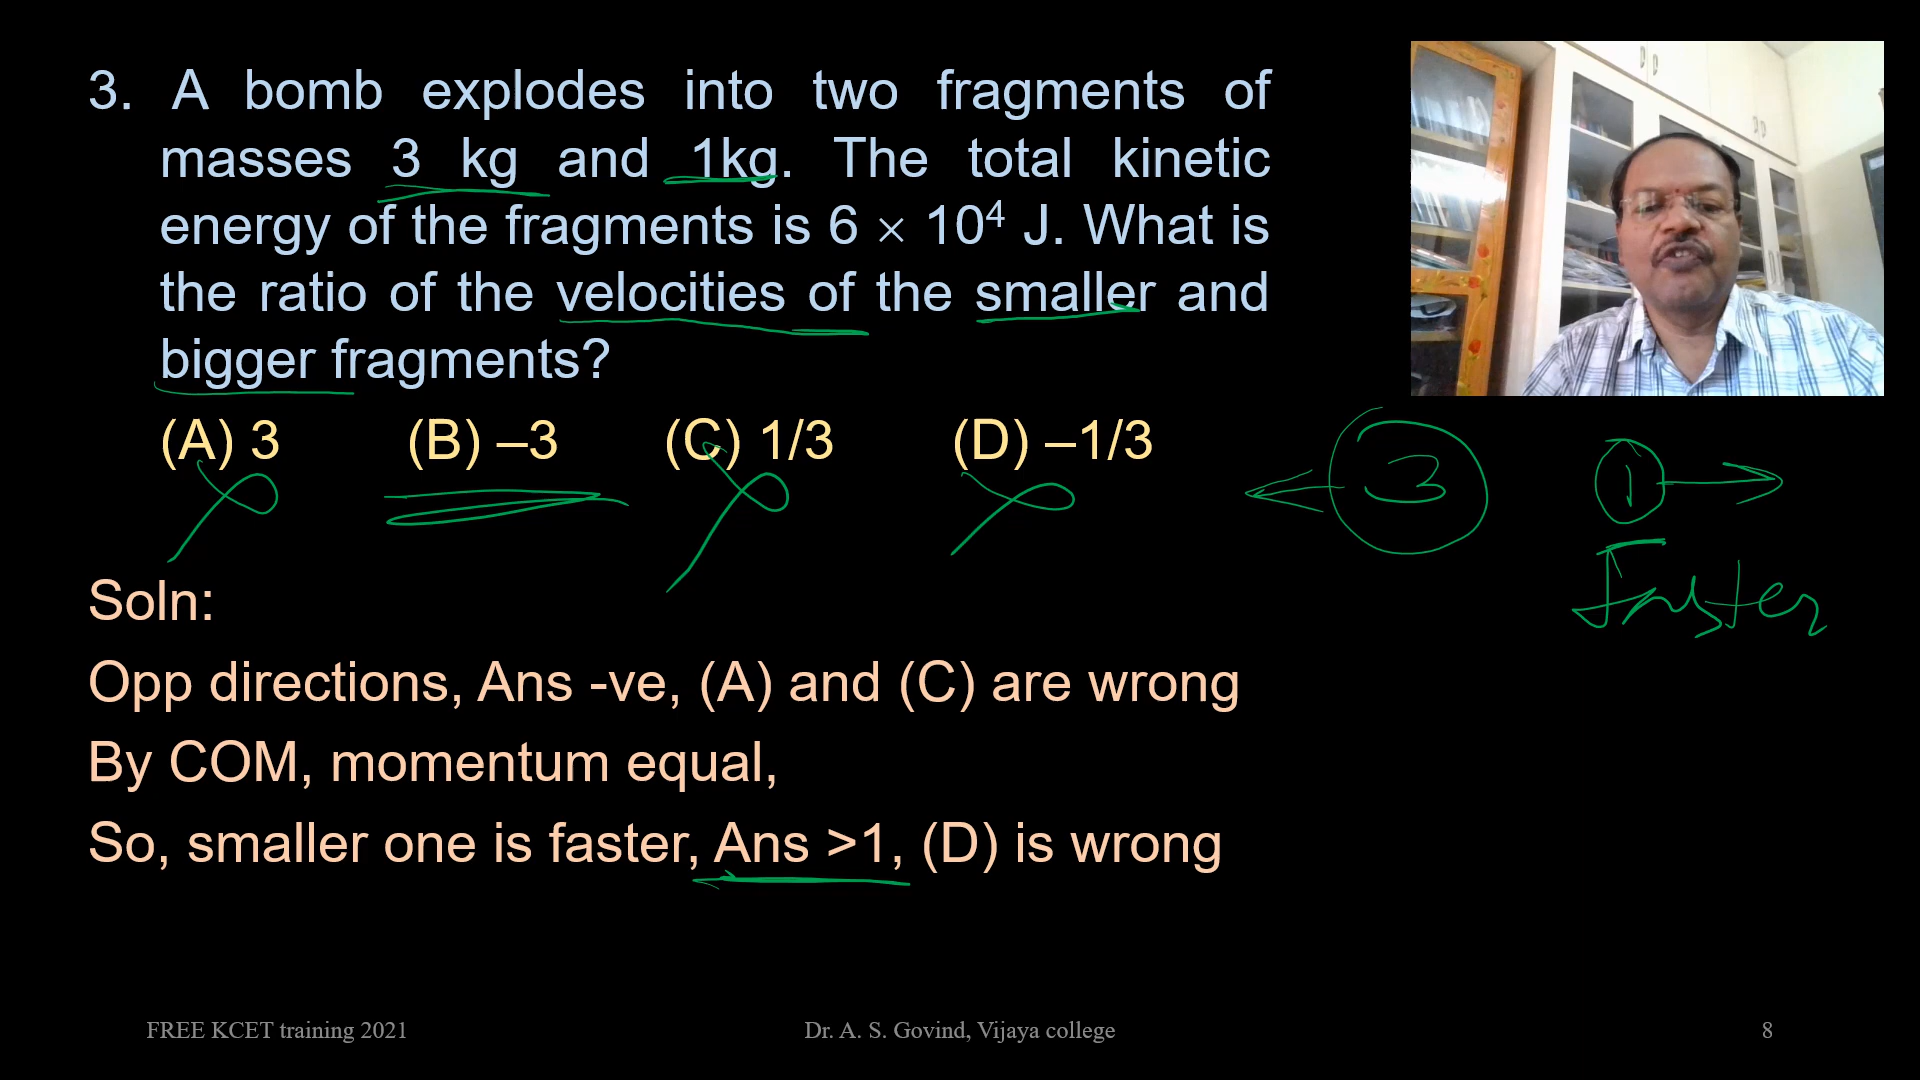 3. A bomb explodes into two fragments of
masses 3 kg and 1kg. The total kinetic
energy of the fragments is 6 × 10⁴ J. What is
the ratio of the velocities of the smaller and
bigger fragments?
(A) 3 (B) –3 (C) 1/3 (D) –1/3
3 1
Faster
Soln:
Opp directions, Ans -ve, (A) and (C) are wrong
By COM, momentum equal,
So, smaller one is faster, Ans >1, (D) is wrong
FREE KCET training 2021 Dr. A. S. Govind, Vijaya college 8